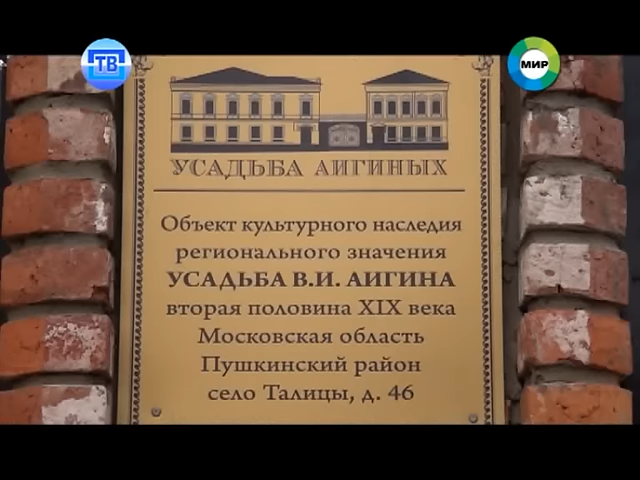 ТВ
МИР
УСАДЬБА АИГИНЫХ
Объект культурного наследия
регионального значения
УСАДЬБА В.И. АИГИНА
вторая половина XIX века
Московская область
Пушкинский район
село Талицы, д. 46